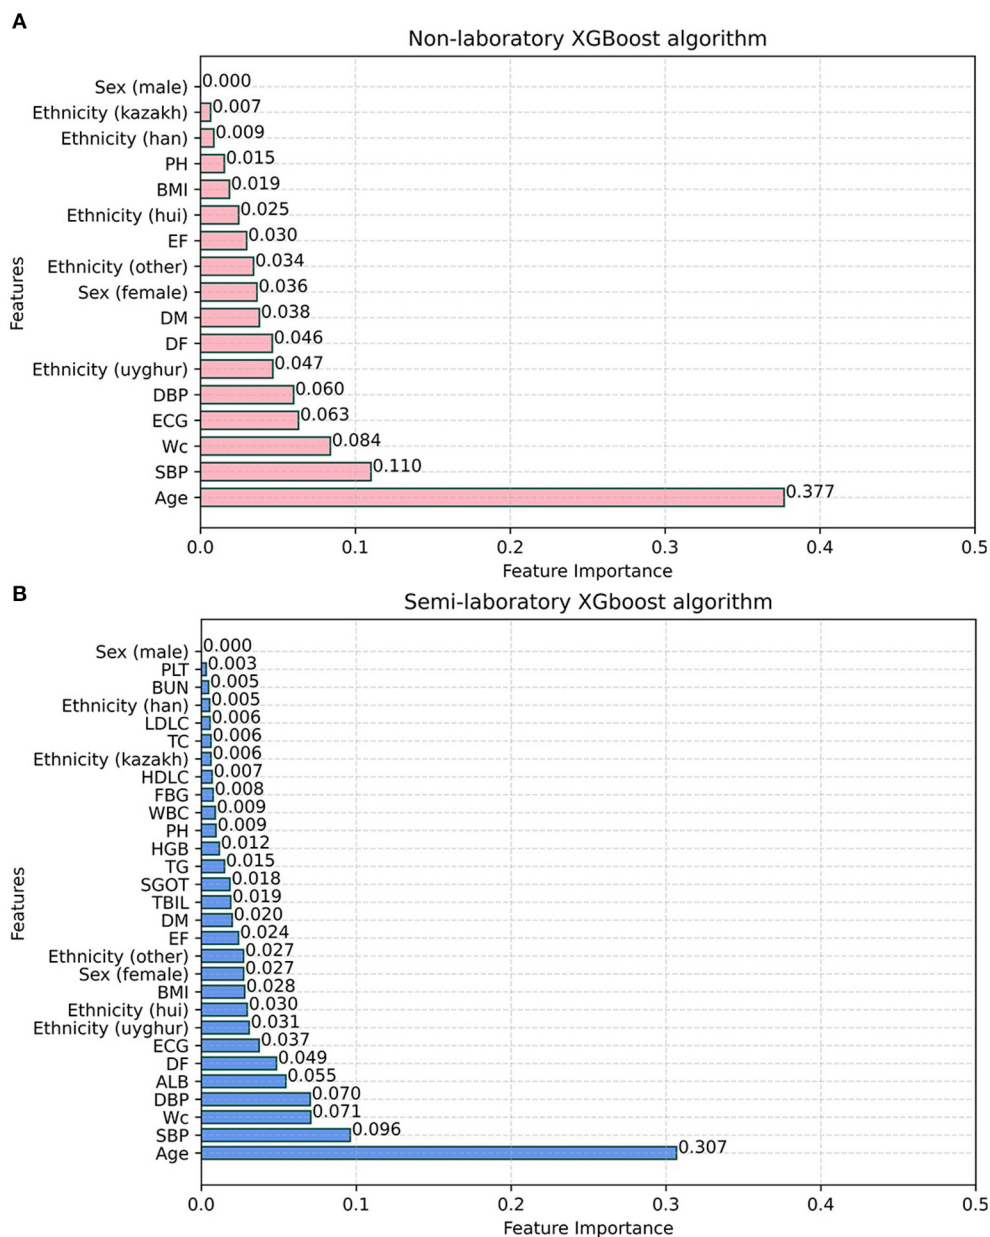 A
Non-laboratory XGBoost algorithm
Features
Sex (male) 0.000
Ethnicity (kazakh) 0.007
Ethnicity (han) 0.009
PH 0.015
BMI 0.019
Ethnicity (hui) 0.025
EF 0.030
Ethnicity (other) 0.034
Sex (female) 0.036
DM 0.038
DF 0.046
Ethnicity (uyghur) 0.047
DBP 0.060
ECG 0.063
Wc 0.084
SBP 0.110
Age 0.377
0.0 0.1 0.2 0.3 0.4 0.5
Feature Importance
B
Semi-laboratory XGboost algorithm
Features
Sex (male) 0.000
PLT 0.003
BUN 0.005
Ethnicity (han) 0.005
LDLC 0.006
TC 0.006
Ethnicity (kazakh) 0.006
HDLC 0.007
FBG 0.008
WBC 0.009
PH 0.009
HGB 0.012
TG 0.015
SGOT 0.018
TBIL 0.019
DM 0.020
EF 0.024
Ethnicity (other) 0.027
Sex (female) 0.027
BMI 0.028
Ethnicity (hui) 0.030
Ethnicity (uyghur) 0.031
ECG 0.037
DF 0.049
ALB 0.055
DBP 0.070
Wc 0.071
SBP 0.096
Age 0.307
0.0 0.1 0.2 0.3 0.4 0.5
Feature Importance